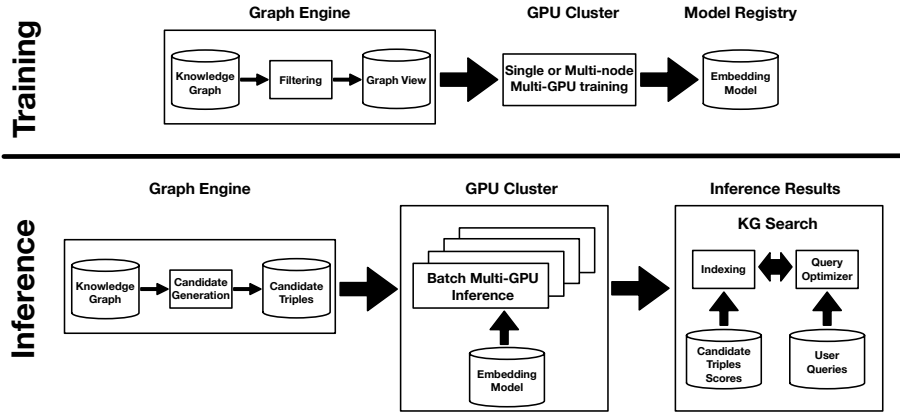 Training
Graph Engine
GPU Cluster
Model Registry
Knowledge
Graph
Filtering
Graph View
Single or Multi-node
Multi-GPU training
Embedding
Model
Inference
Graph Engine
GPU Cluster
Inference Results
Knowledge
Graph
Candidate
Generation
Candidate
Triples
Batch Multi-GPU
Inference
Embedding
Model
KG Search
Indexing
Query
Optimizer
Candidate
Triples
Scores
User
Queries